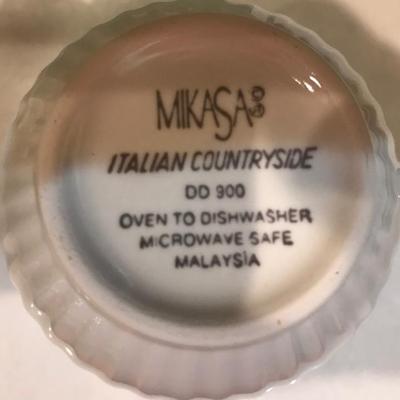 MIKASA
ITALIAN COUNTRYSIDE
DD 900
OVEN TO DISHWASHER
MICROWAVE SAFE
MALAYSIA